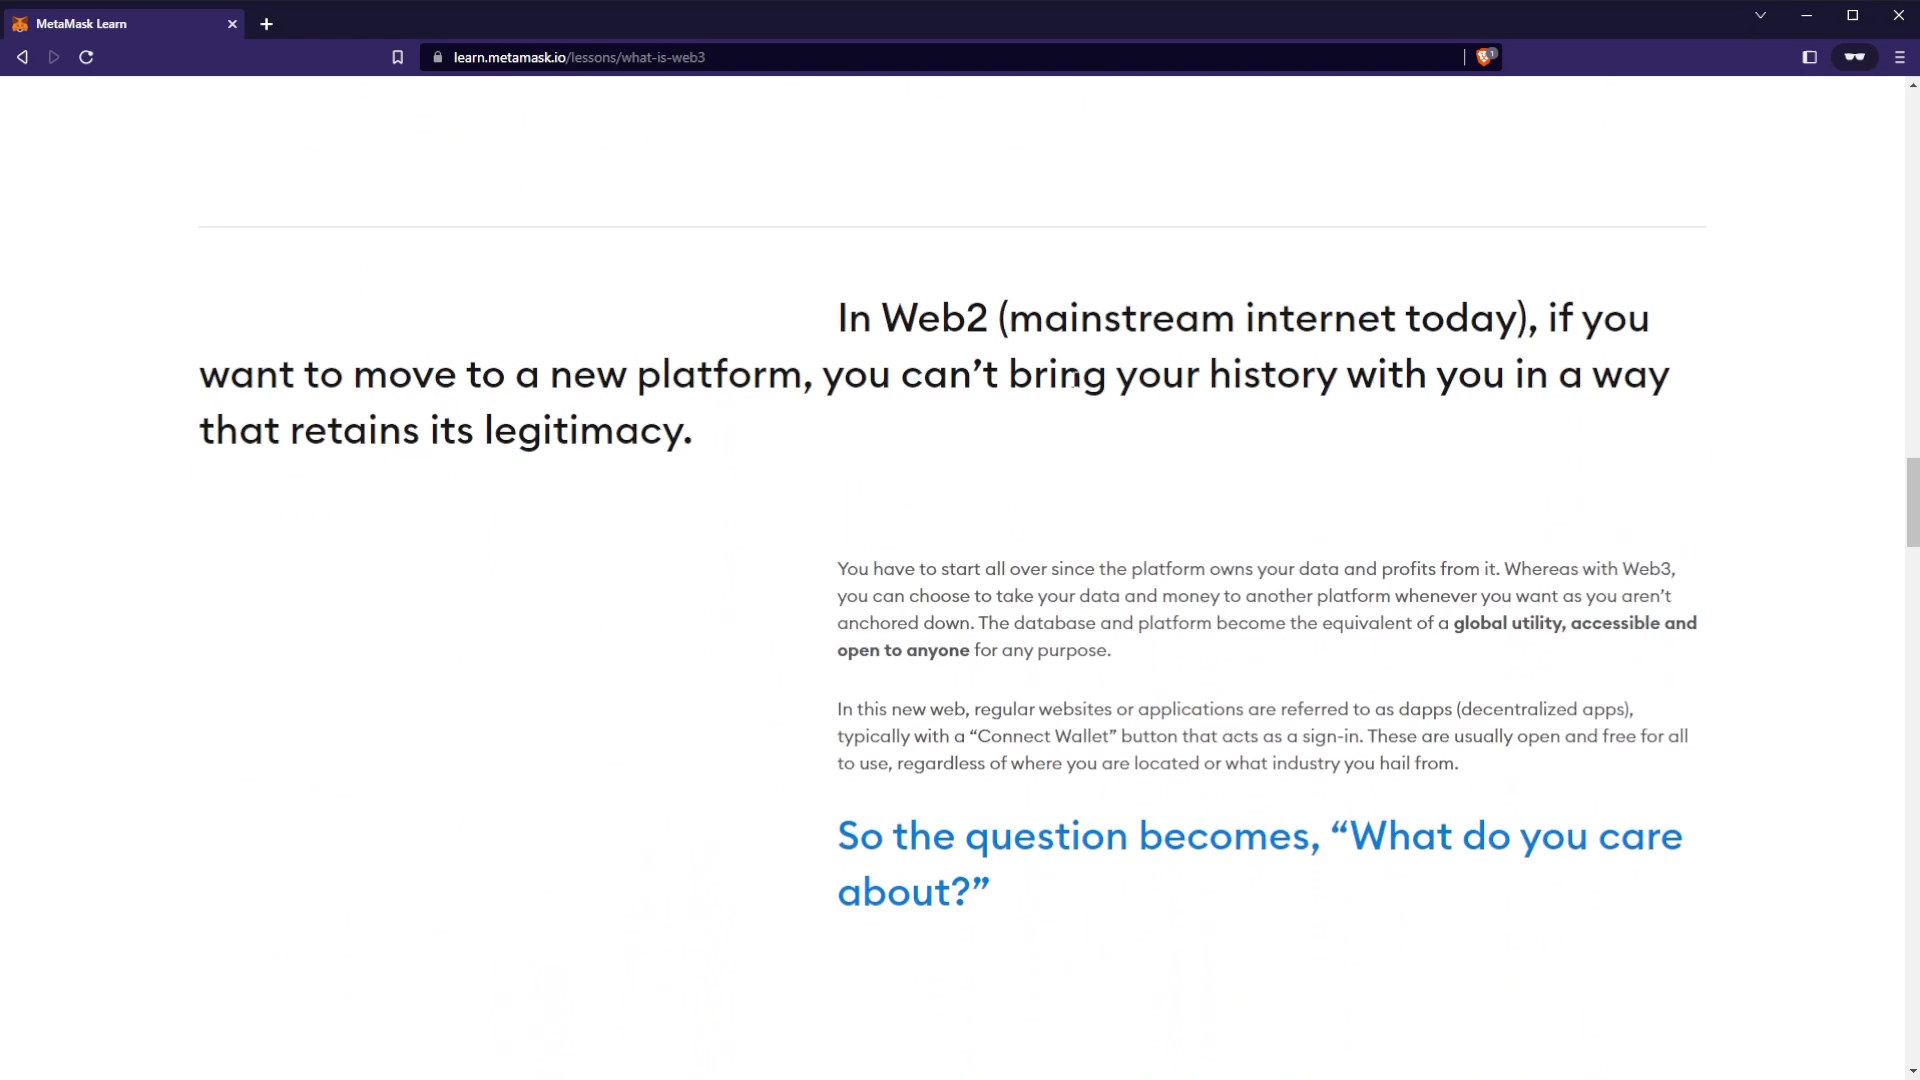 MetaMask Learn
learn.metamask.io/lessons/what-is-web3
1
In Web2 (mainstream internet today), if you
want to move to a new platform, you can’t bring your history with you in a way
that retains its legitimacy.
You have to start all over since the platform owns your data and profits from it. Whereas with Web3,
you can choose to take your data and money to another platform whenever you want as you aren’t
anchored down. The database and platform become the equivalent of a global utility, accessible and
open to anyone for any purpose.
In this new web, regular websites or applications are referred to as dapps (decentralized apps),
typically with a “Connect Wallet” button that acts as a sign-in. These are usually open and free for all
to use, regardless of where you are located or what industry you hail from.
So the question becomes, “What do you care
about?”